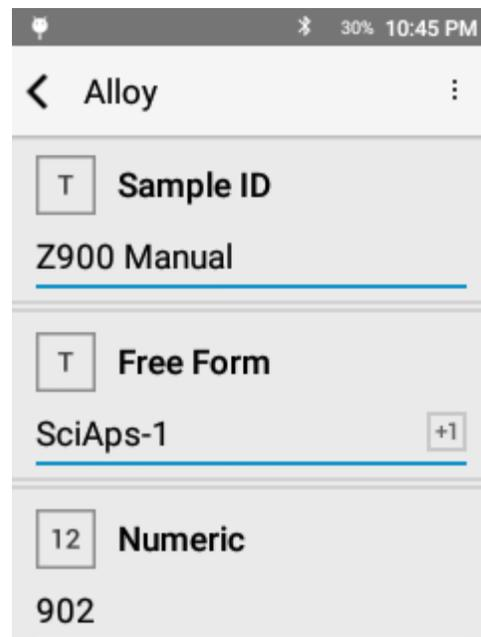 30% 10:45 PM
Alloy
T Sample ID
Z900 Manual
T Free Form
SciAps-1 +1
12 Numeric
902